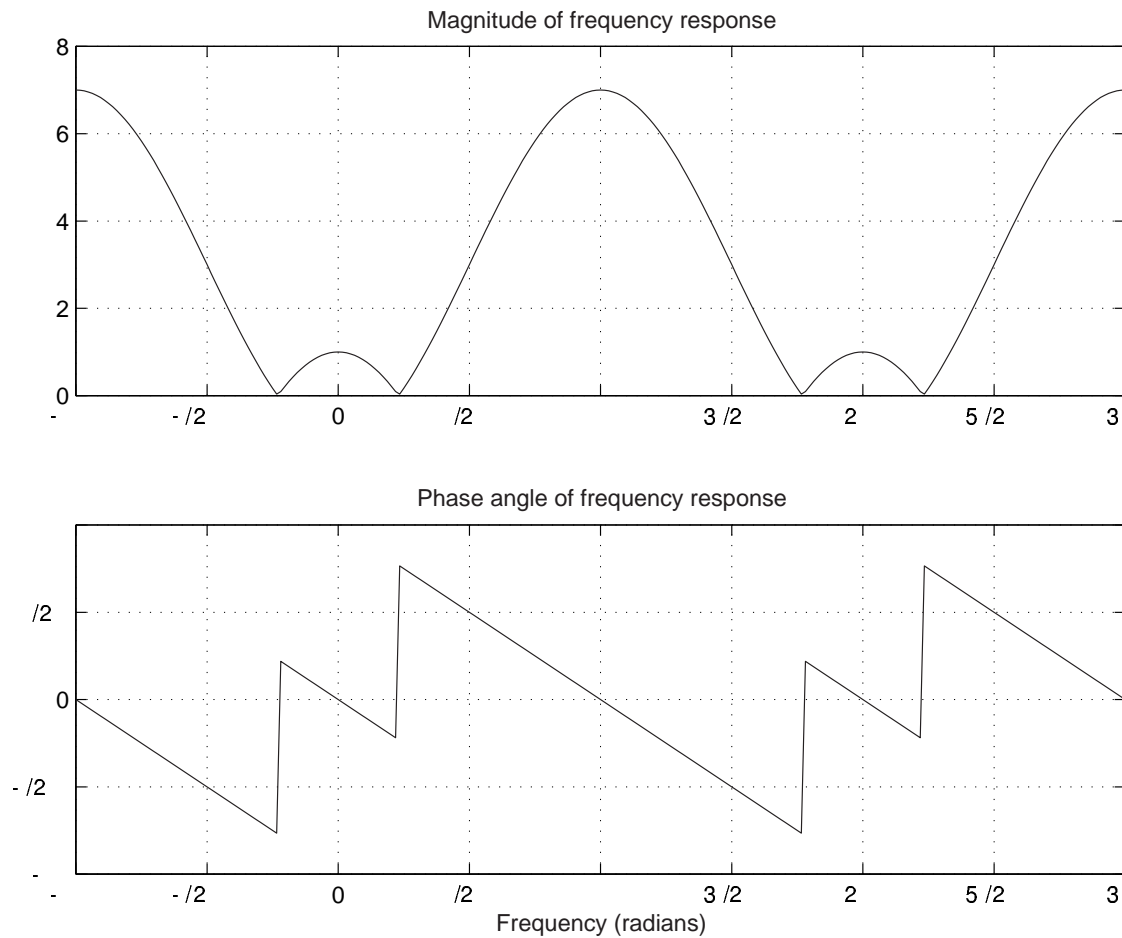 Magnitude of frequency response
8
6
4
2
0
- - /2 0 /2 3 /2 2 5 /2 3
Phase angle of frequency response
/2
0
- /2
-
- - /2 0 /2 3 /2 2 5 /2 3
Frequency (radians)